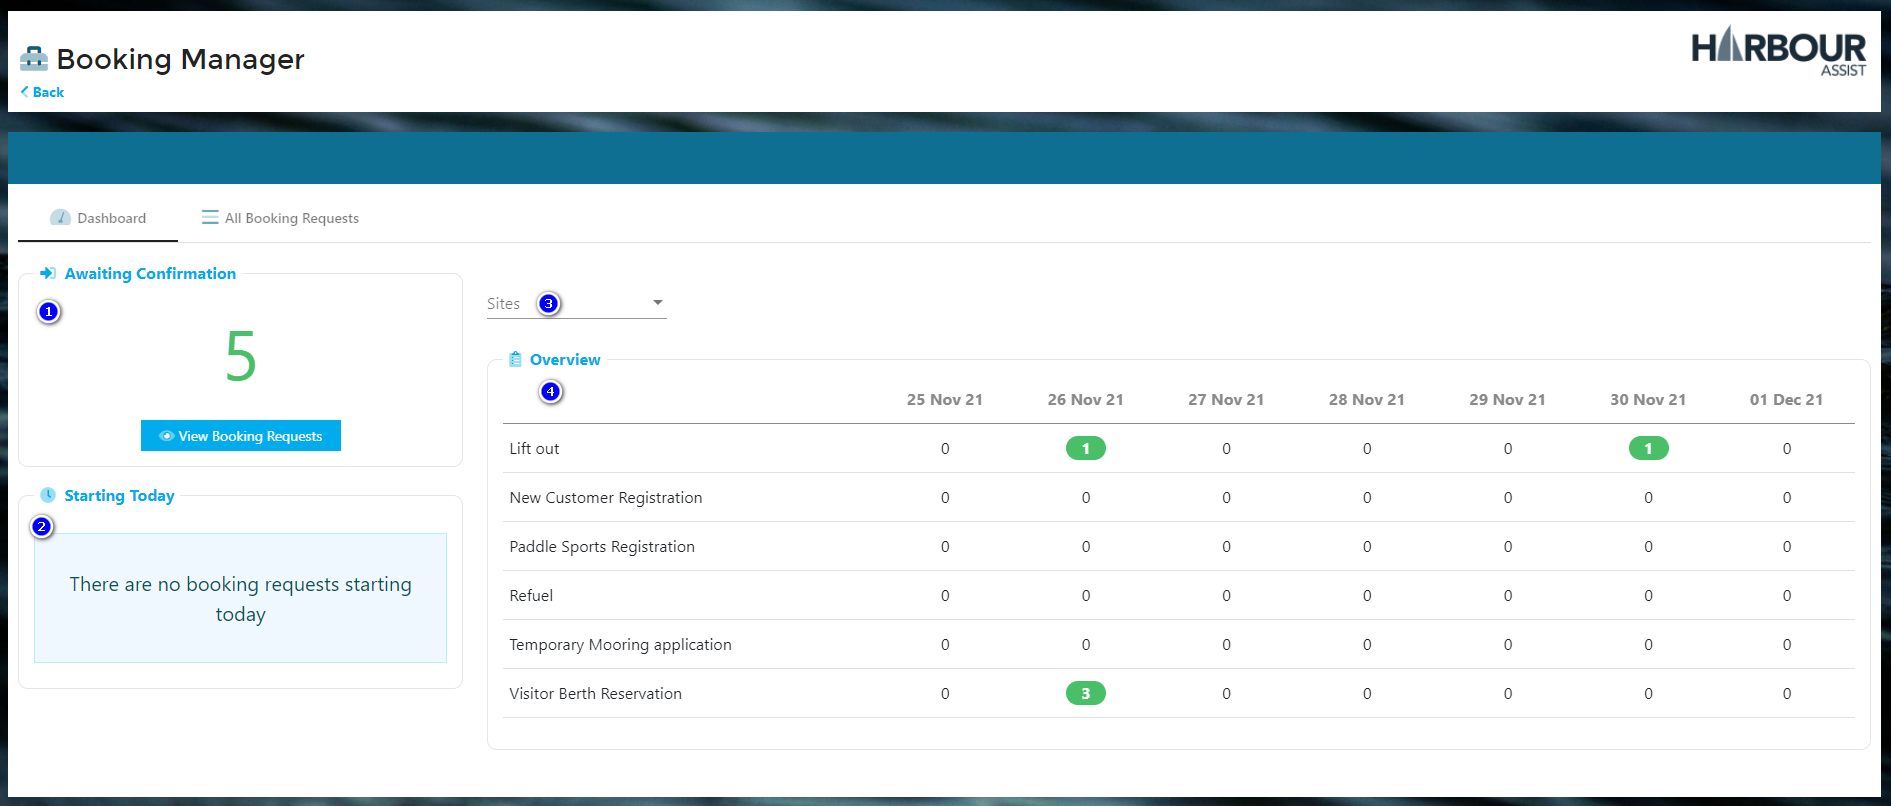 Booking Manager
Back
HARBOUR
ASSIST
Dashboard
All Booking Requests
Awaiting Confirmation
1
5
View Booking Requests
Starting Today
2
There are no booking requests starting
today
Sites 3
Overview
4
25 Nov 21 26 Nov 21 27 Nov 21 28 Nov 21 29 Nov 21 30 Nov 21 01 Dec 21
Lift out 0 1 0 0 0 1 0
New Customer Registration 0 0 0 0 0 0 0
Paddle Sports Registration 0 0 0 0 0 0 0
Refuel 0 0 0 0 0 0 0
Temporary Mooring application 0 0 0 0 0 0 0
Visitor Berth Reservation 0 3 0 0 0 0 0